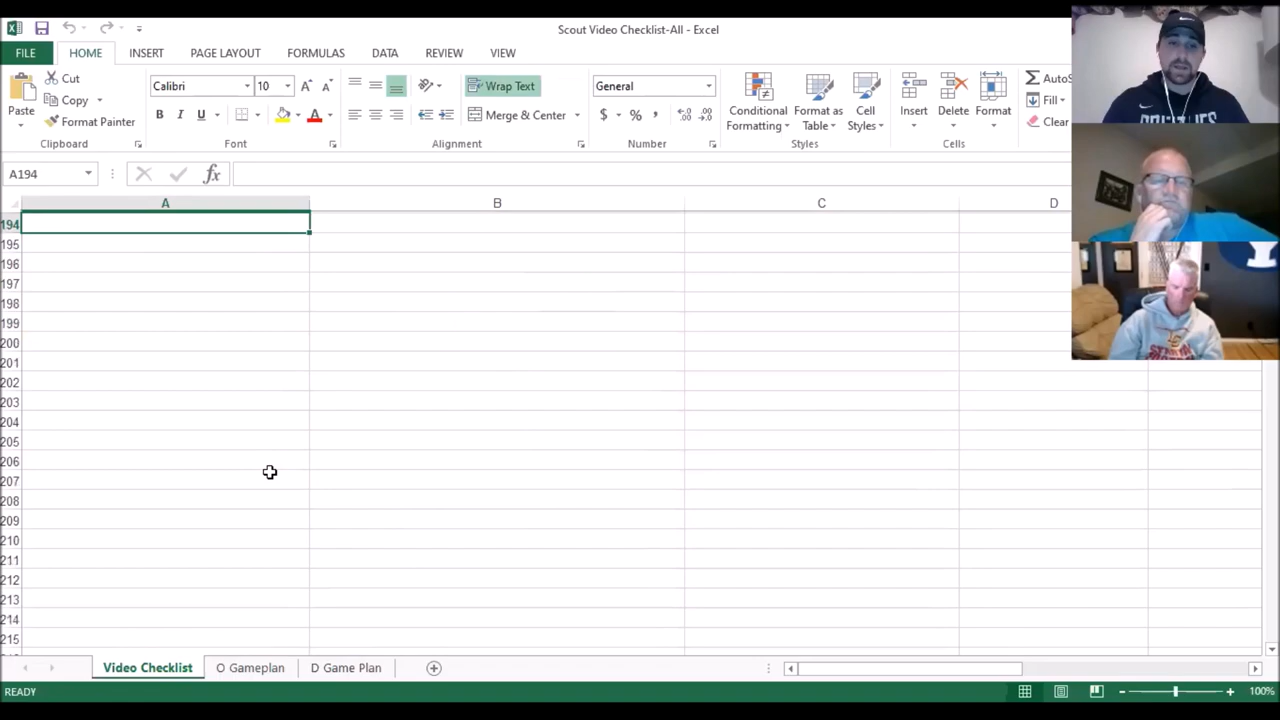 Scout Video Checklist-All - Excel
FILE HOME INSERT PAGE LAYOUT FORMULAS DATA REVIEW VIEW
Paste
Cut
Copy
Format Painter
Clipboard
Calibri 10
B I U
Font
Wrap Text
Merge & Center
Alignment
General
$ % ,
Number
Conditional Formatting
Format as Table
Cell Styles
Styles
Insert
Delete
Format
Cells
Fill
Clear
A194
fx
A B C D
194
195
196
197
198
199
200
201
202
203
204
205
206
207
208
209
210
211
212
213
214
215
Video Checklist O Gameplan D Game Plan
READY
100%